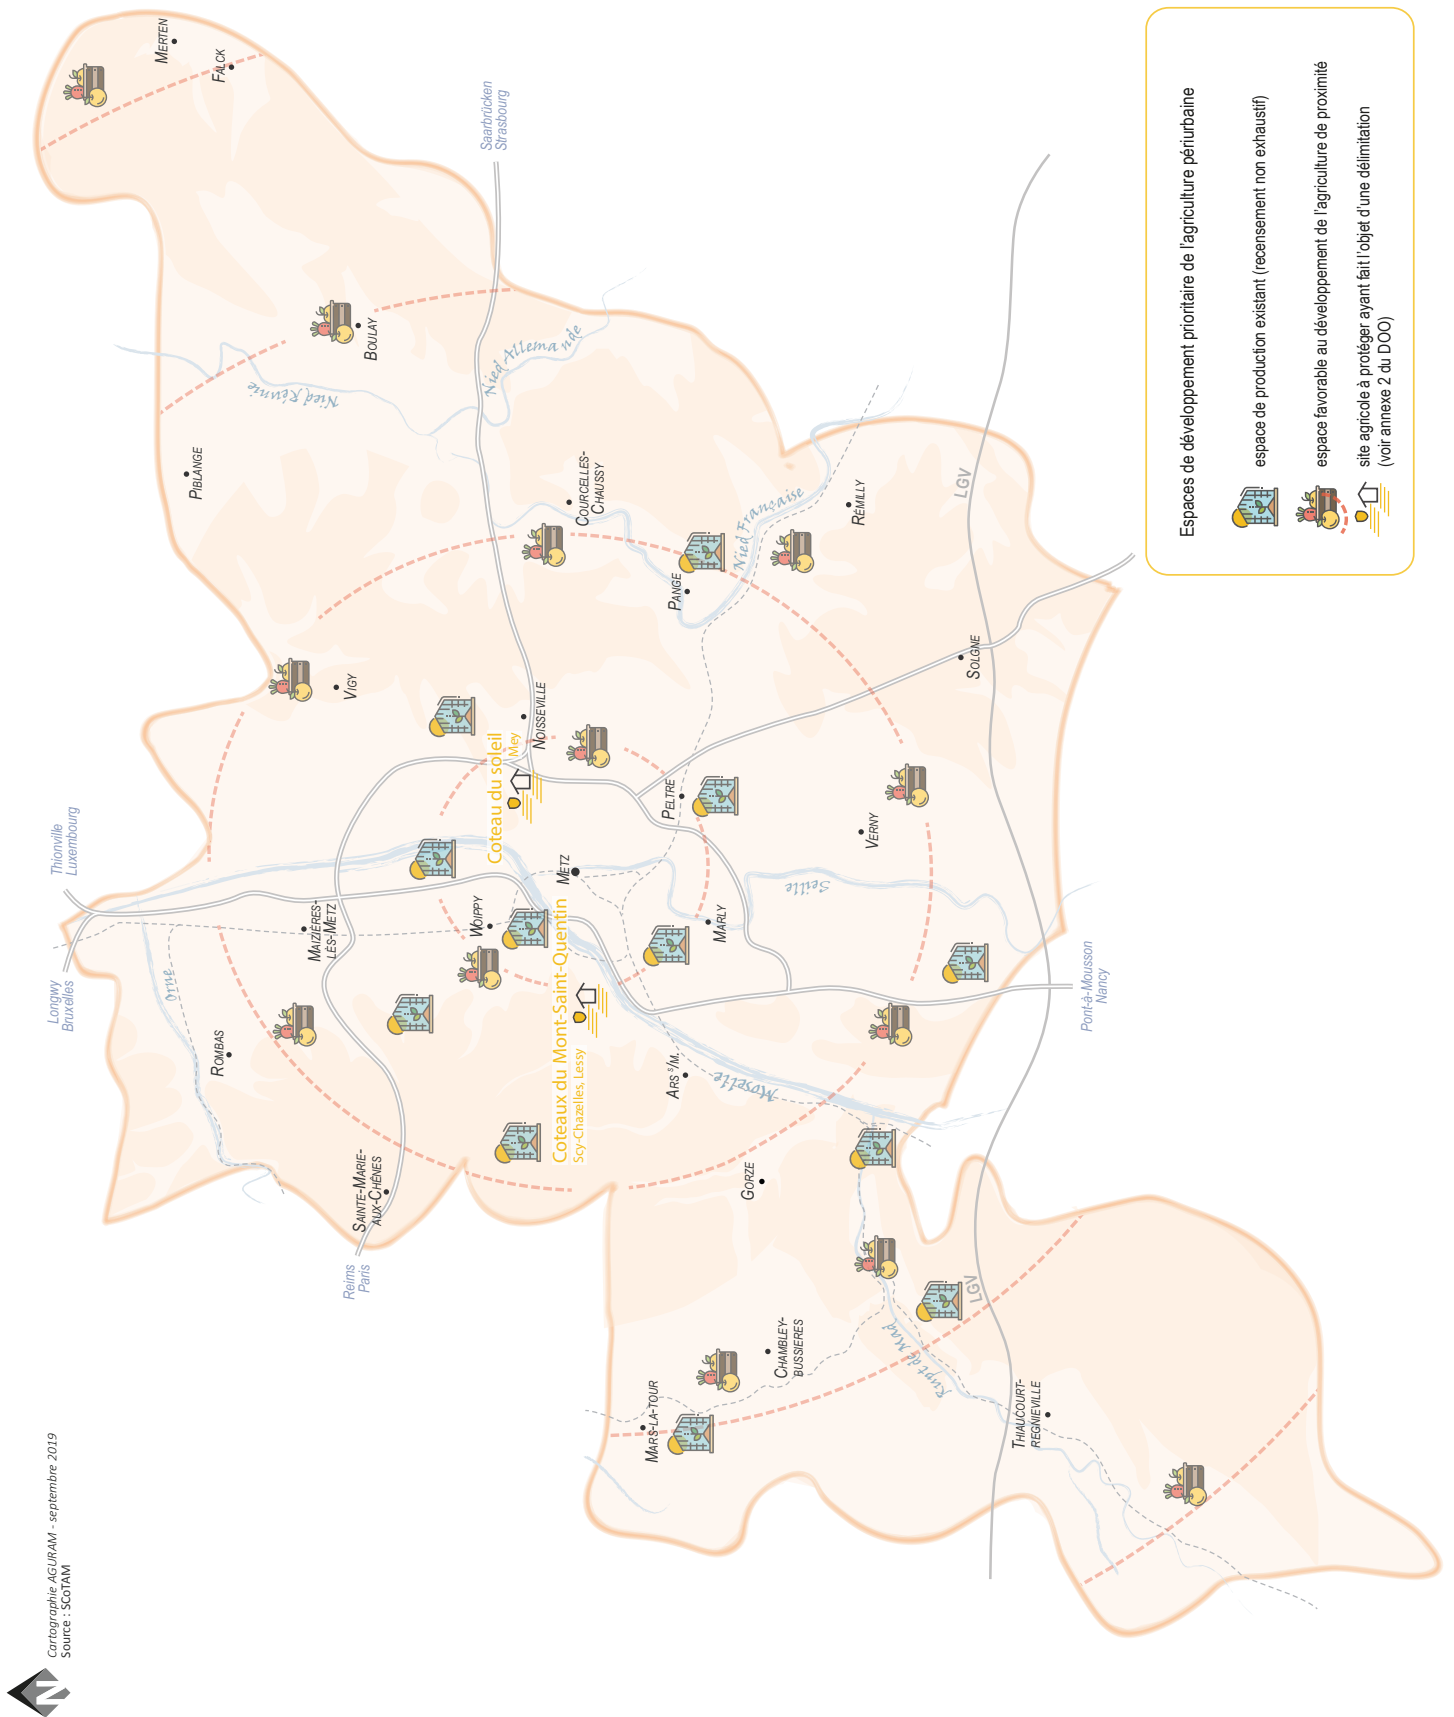 Cartographie AGURAM - septembre 2019
Source : SCoTAM
N
Longwy
Bruxelles
Thionville
Luxembourg
Reims
Paris
Saarbrücken
Strasbourg
Pont-à-Mousson
Nancy
MERTEN
FALCK
BOULAY
PIBLANGE
Nied Réunie
Nied Allemande
COURCELLES-
CHAUSSY
VIGY
NOISSEVILLE
Coteau du soleil
Mey
PANGE
Nied Française
RÉMILLY
LGV
SOLGNE
PELTRE
VERNY
METZ
Seille
MARLY
WOIPPY
MAIZIÈRES-
LÈS-METZ
Orne
ROMBAS
SAINTE-MARIE-
AUX-CHÊNES
Coteaux du Mont-Saint-Quentin
Scy-Chazelles, Lessy
ARS s/M.
Moselle
GORZE
CHAMBLEY-
BUSSIERES
MARS-LA-TOUR
Rupt de Mad
LGV
THIAUCOURT-
REGNIEVILLE
Espaces de développement prioritaire de l'agriculture périurbaine
espace de production existant (recensement non exhaustif)
espace favorable au développement de l'agriculture de proximité
site agricole à protéger ayant fait l'objet d'une délimitation
(voir annexe 2 du DOO)